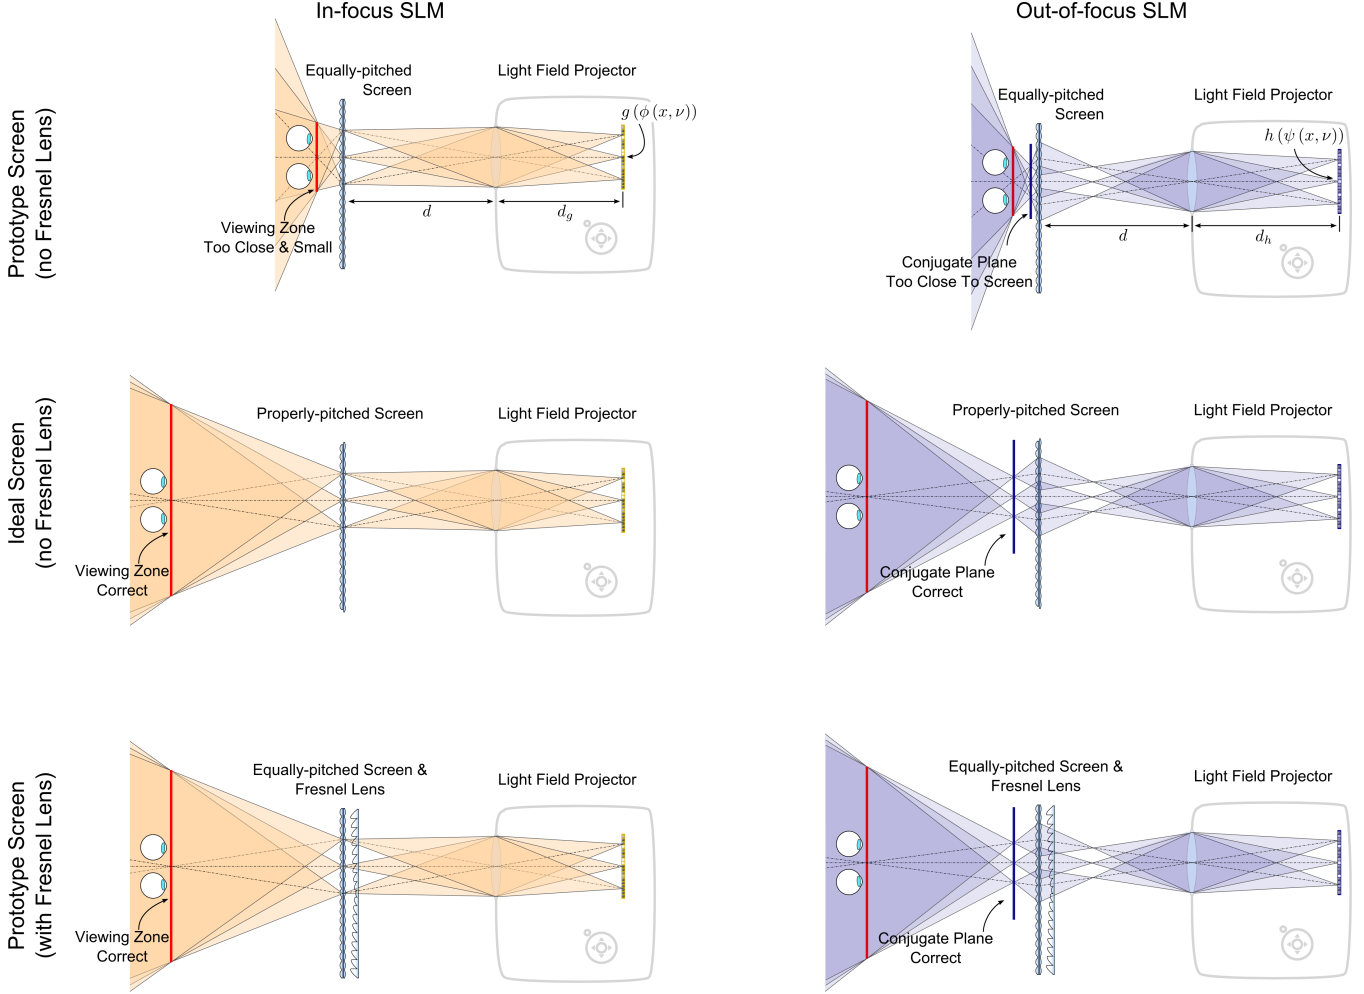 In-focus SLM
Out-of-focus SLM
Prototype Screen
(no Fresnel Lens)
Equally-pitched
Screen
Light Field Projector
g (ϕ (x, ν))
d
d_g
Viewing Zone
Too Close & Small
Equally-pitched
Screen
Light Field Projector
h (ψ (x, ν))
d
d_h
Conjugate Plane
Too Close To Screen
Ideal Screen
(no Fresnel Lens)
Properly-pitched Screen
Light Field Projector
Viewing Zone
Correct
Properly-pitched Screen
Light Field Projector
Conjugate Plane
Correct
Prototype Screen
(with Fresnel Lens)
Equally-pitched Screen &
Fresnel Lens
Light Field Projector
Viewing Zone
Correct
Equally-pitched Screen &
Fresnel Lens
Light Field Projector
Conjugate Plane
Correct